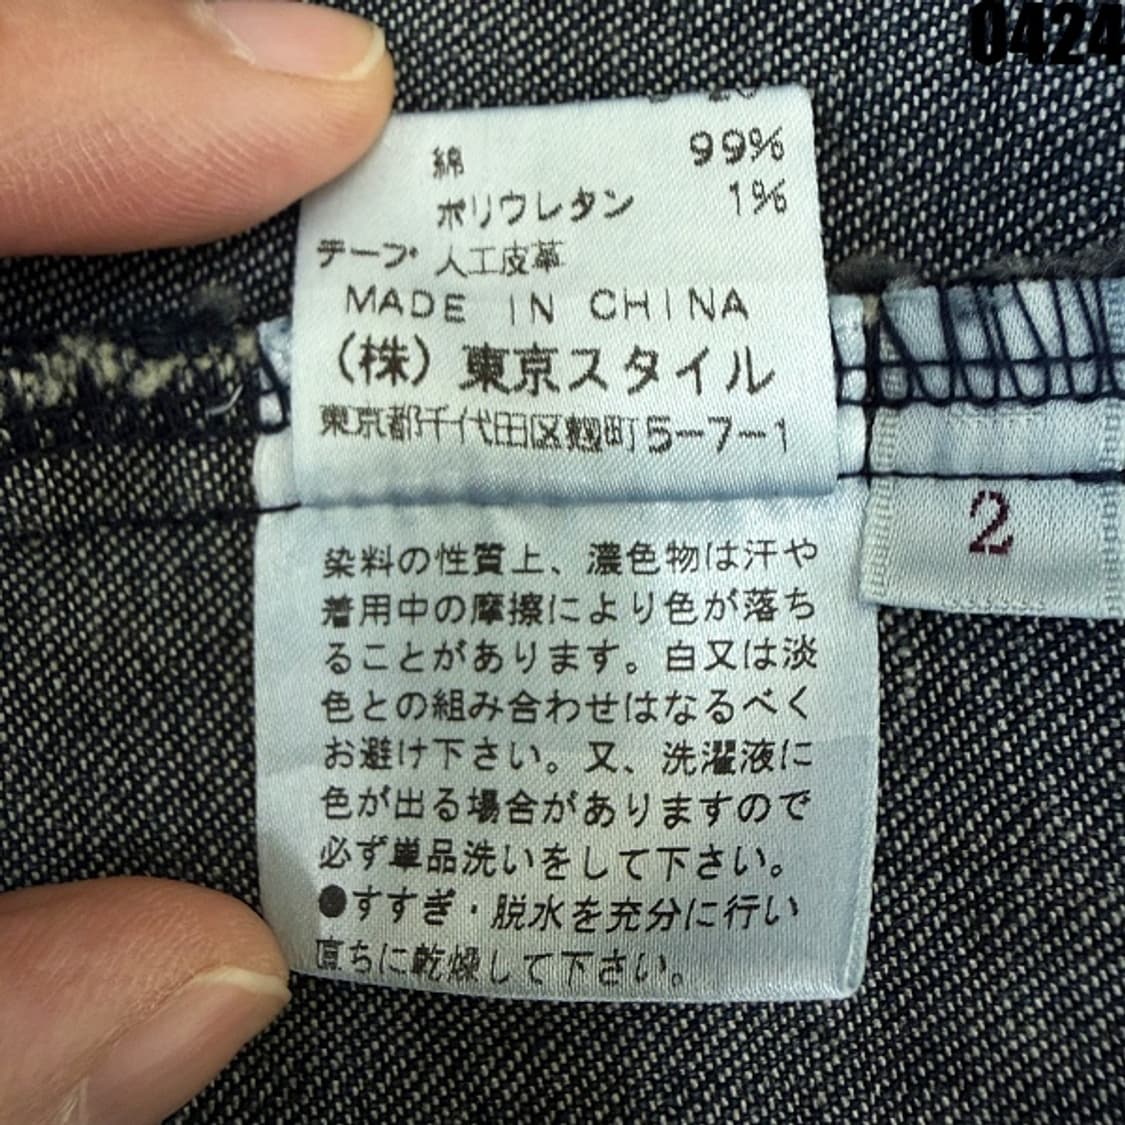 0424
綿 99%
ポリウレタン 1%
テープ 人工皮革
MADE IN CHINA
(株) 東京スタイル
東京都千代田区麹町5-7-1
2
染料の性質上、濃色物は汗や
着用中の摩擦により色が落ち
ることがあります。白又は淡
色との組み合わせはなるべく
お避け下さい。又、洗濯液に
色が出る場合がありますので
必ず単品洗いをして下さい。
●すすぎ・脱水を充分に行い
直ちに乾燥して下さい。